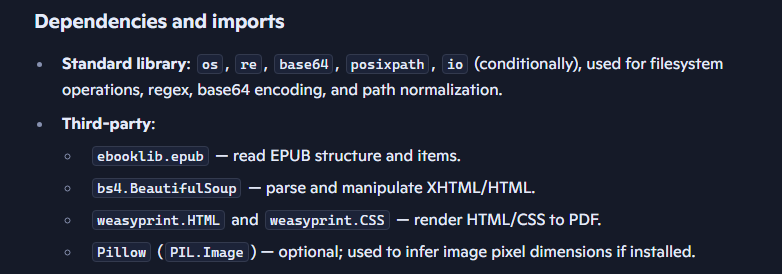 Dependencies and imports
• Standard library: os, re, base64, posixpath, io (conditionally), used for filesystem
operations, regex, base64 encoding, and path normalization.
• Third-party:
◦ ebooklib.epub — read EPUB structure and items.
◦ bs4.BeautifulSoup — parse and manipulate XHTML/HTML.
◦ weasyprint.HTML and weasyprint.CSS — render HTML/CSS to PDF.
◦ Pillow (PIL.Image) — optional; used to infer image pixel dimensions if installed.